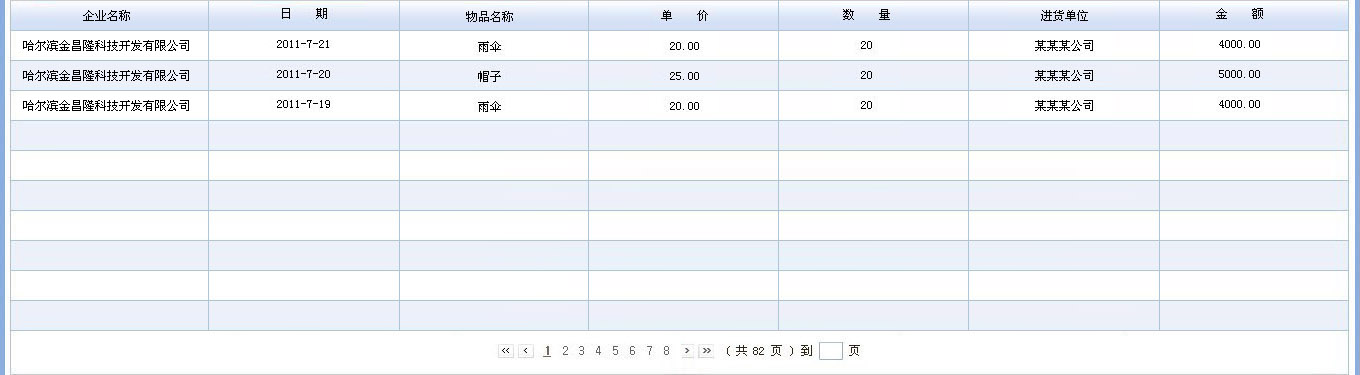 企业名称 日 期 物品名称 单 价 数 量 进货单位 金 额
哈尔滨金昌隆科技开发有限公司 2011-7-21 雨伞 20.00 20 某某某公司 4000.00
哈尔滨金昌隆科技开发有限公司 2011-7-20 帽子 25.00 20 某某某公司 5000.00
哈尔滨金昌隆科技开发有限公司 2011-7-19 雨伞 20.00 20 某某某公司 4000.00
« ‹ 1 2 3 4 5 6 7 8 › » ( 共 82 页 ) 到 页